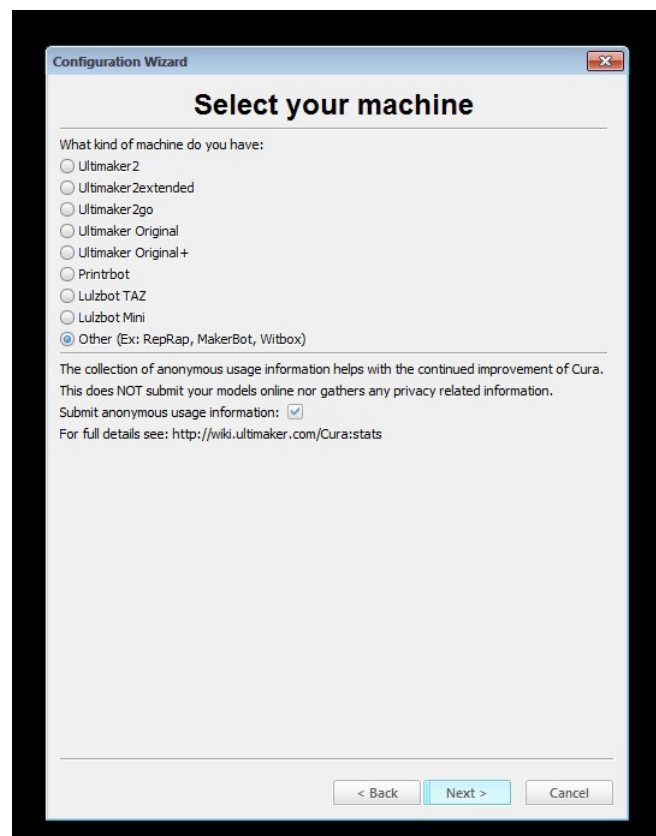 Configuration Wizard
Select your machine
What kind of machine do you have:
Ultimaker2
Ultimaker2extended
Ultimaker2go
Ultimaker Original
Ultimaker Original+
Printrbot
Lulzbot TAZ
Lulzbot Mini
Other (Ex: RepRap, MakerBot, Witbox)
The collection of anonymous usage information helps with the continued improvement of Cura.
This does NOT submit your models online nor gathers any privacy related information.
Submit anonymous usage information:
For full details see: http://wiki.ultimaker.com/Cura:stats
< Back Next > Cancel